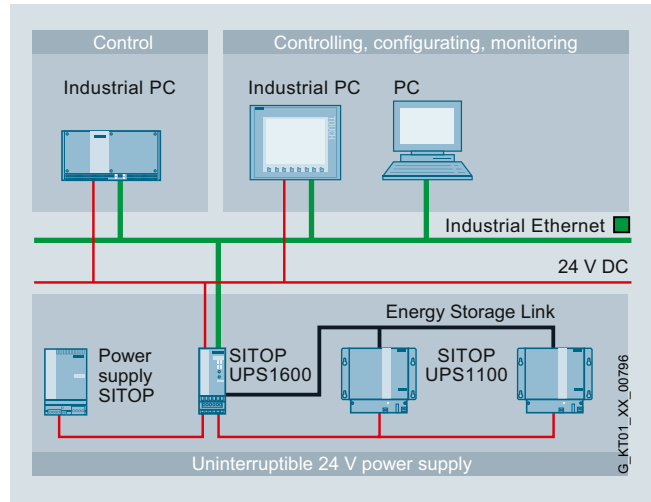 Control
Controlling, configurating, monitoring
Industrial PC
Industrial PC
PC
TOUCH
Industrial Ethernet
24 V DC
Energy Storage Link
Power
supply
SITOP
SITOP
UPS1600
SITOP
UPS1100
G_KT01_XX_00796
Uninterruptible 24 V power supply